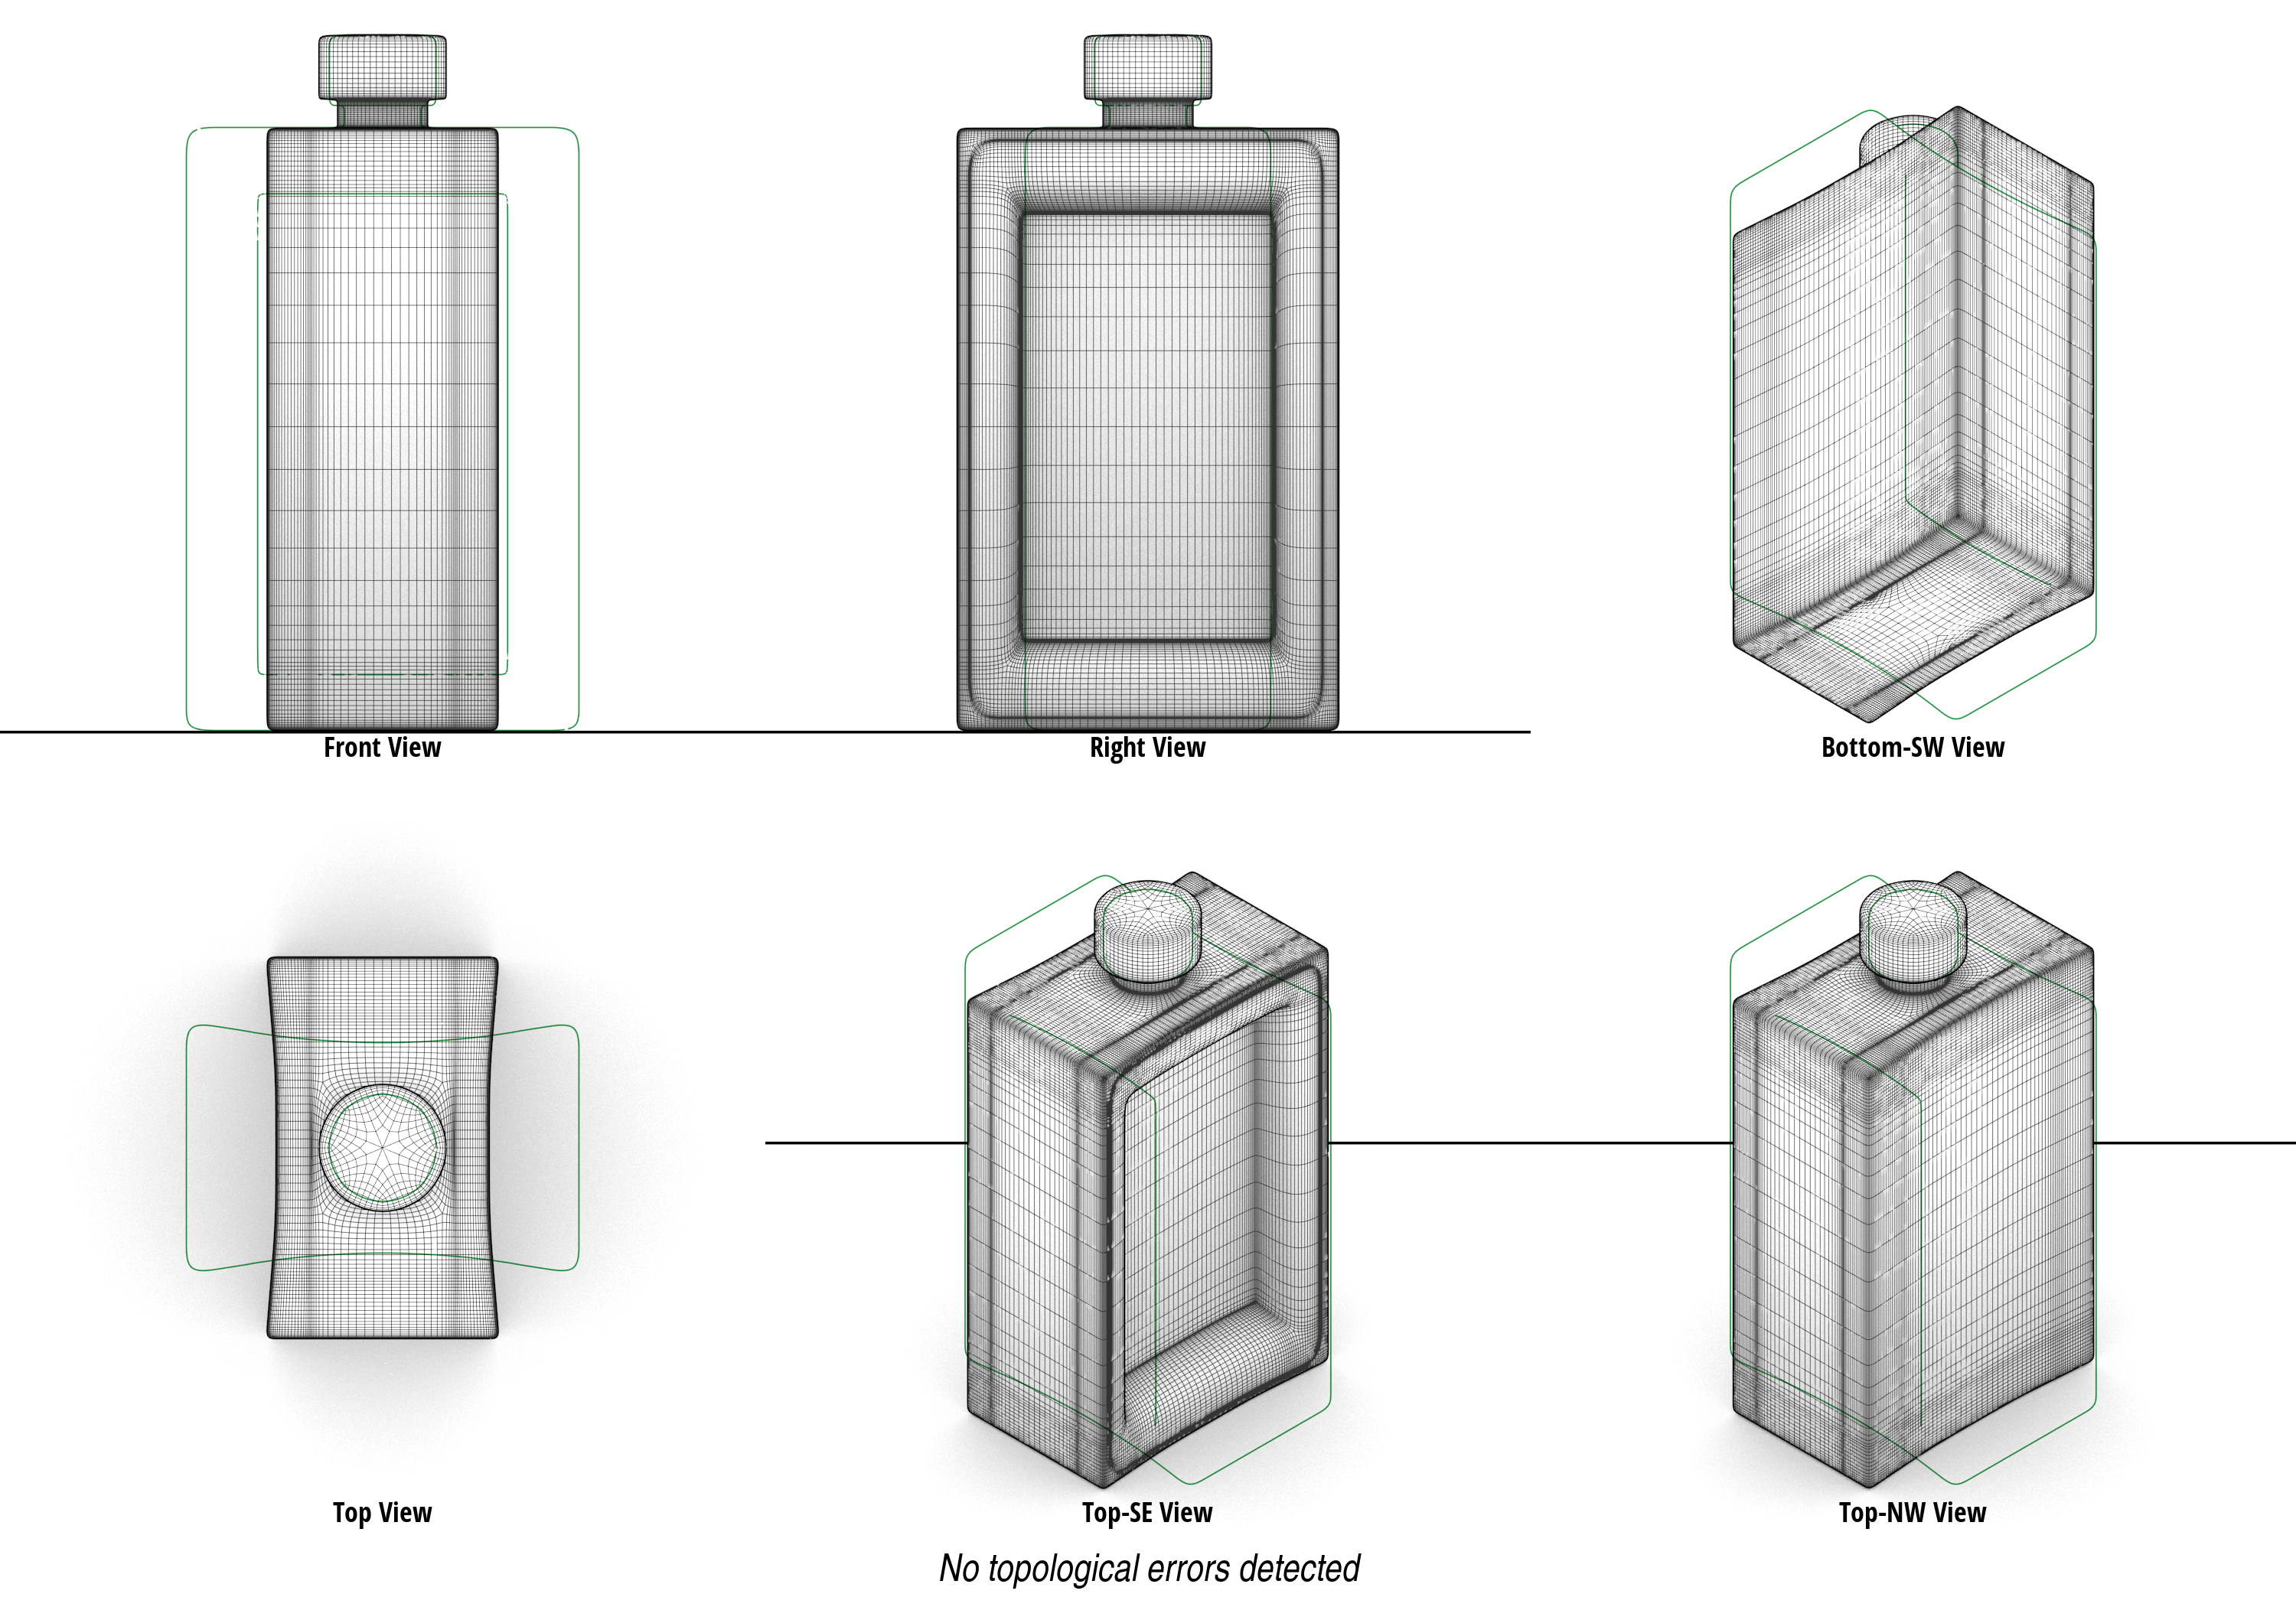 Front View
Right View
Bottom-SW View
Top View
Top-SE View
Top-NW View
No topological errors detected